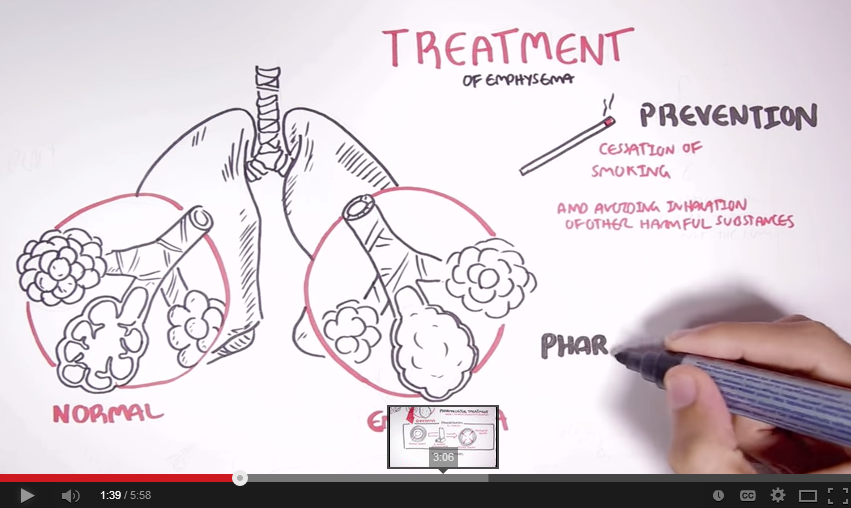 TREATMENT
OF EMPHYSEMA
PREVENTION
CESSATION OF
SMOKING
AND AVOIDING INHALATION
OF OTHER HARMFUL SUBSTANCES
PHAR
NORMAL
3:06
1:39 / 5:58
CC